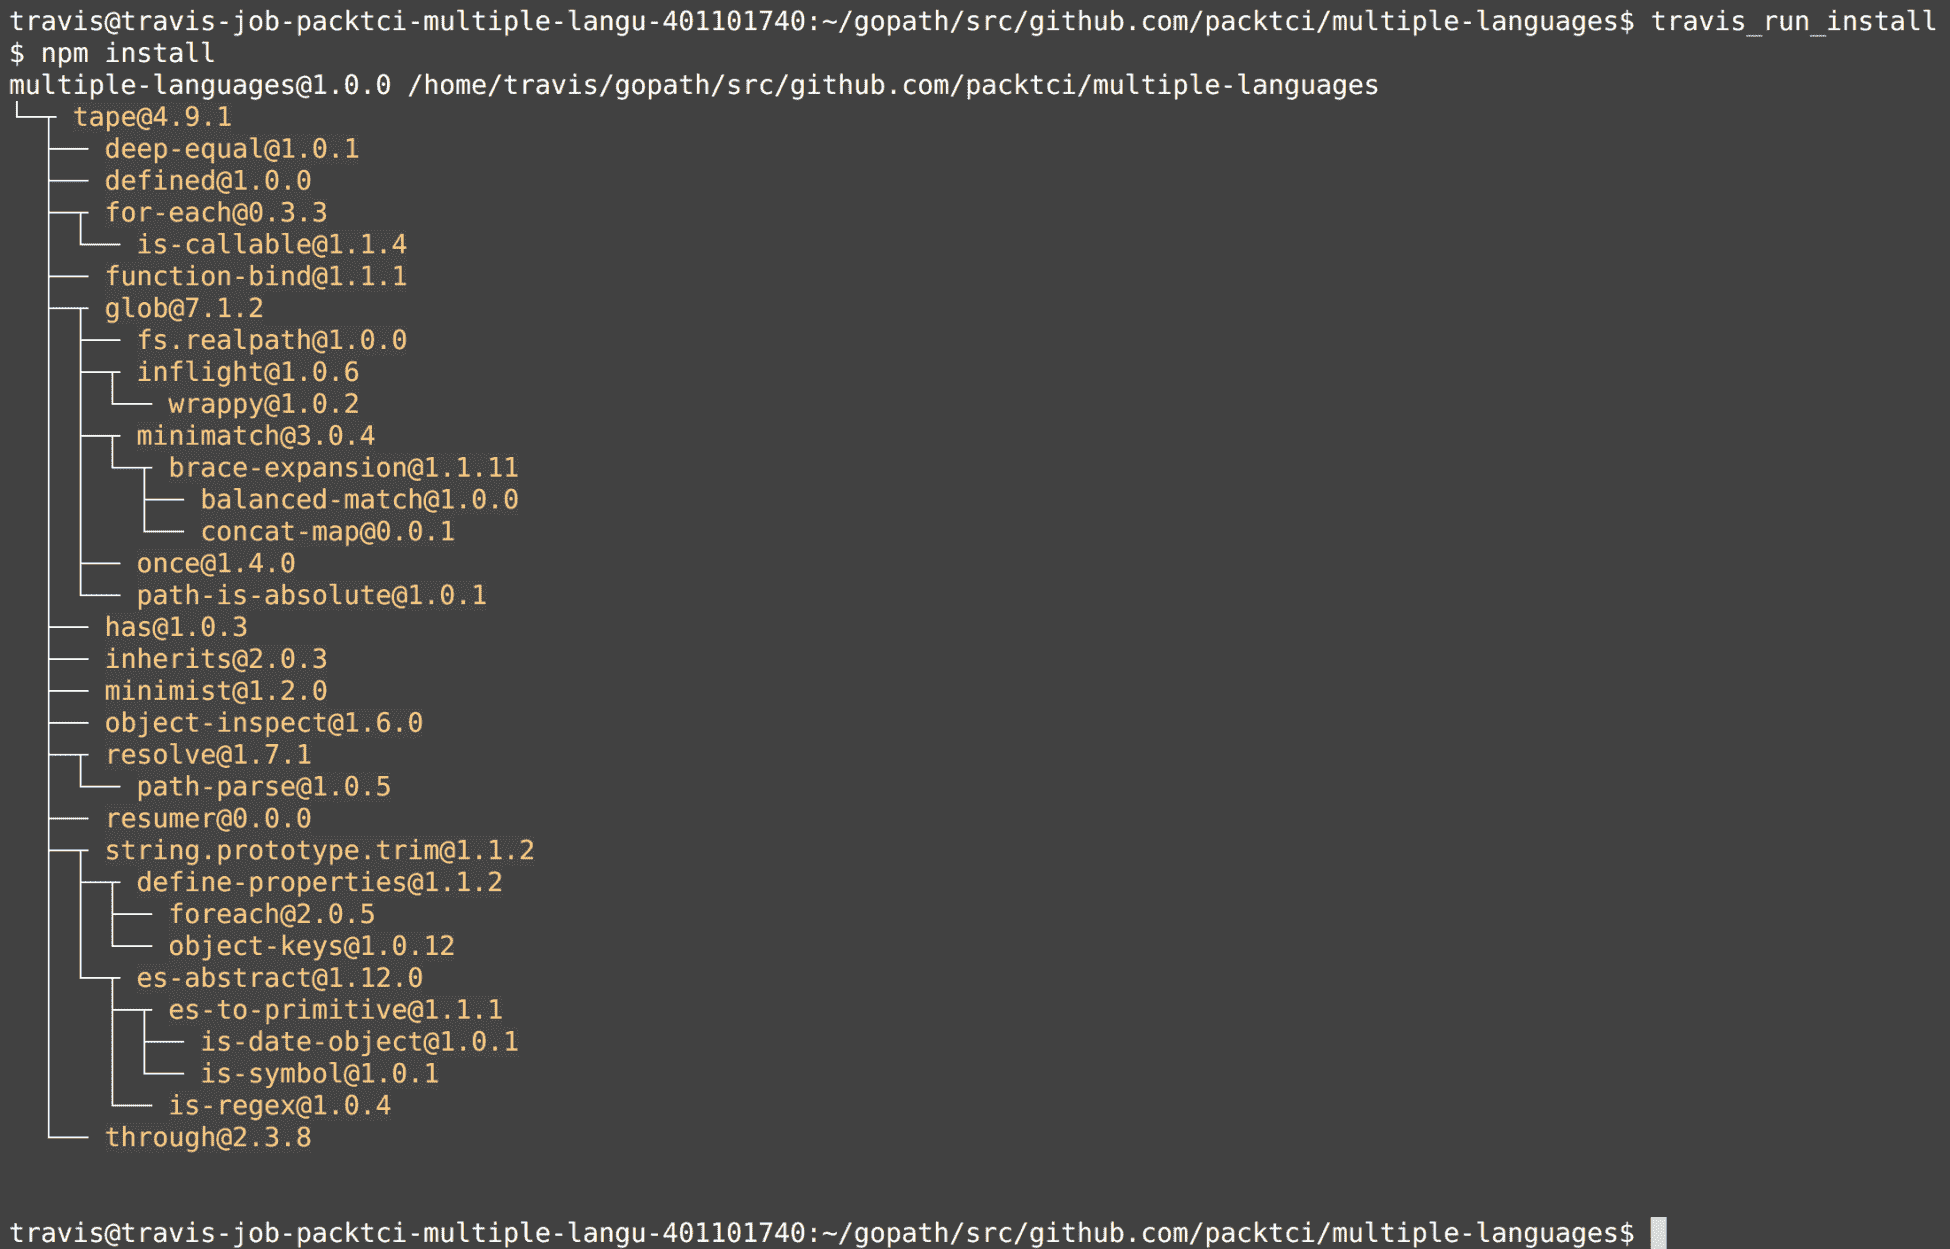 travis@travis-job-packtci-multiple-langu-401101740:~/gopath/src/github.com/packtci/multiple-languages$ travis_run_install
$ npm install
multiple-languages@1.0.0 /home/travis/gopath/src/github.com/packtci/multiple-languages
└─┬ tape@4.9.1
  ├── deep-equal@1.0.1
  ├── defined@1.0.0
  ├─┬ for-each@0.3.3
  │ └── is-callable@1.1.4
  ├── function-bind@1.1.1
  ├─┬ glob@7.1.2
  │ ├── fs.realpath@1.0.0
  │ ├─┬ inflight@1.0.6
  │ │ └── wrappy@1.0.2
  │ ├─┬ minimatch@3.0.4
  │ │ └─┬ brace-expansion@1.1.11
  │ │   ├── balanced-match@1.0.0
  │ │   └── concat-map@0.0.1
  │ ├── once@1.4.0
  │ └── path-is-absolute@1.0.1
  ├── has@1.0.3
  ├── inherits@2.0.3
  ├── minimist@1.2.0
  ├── object-inspect@1.6.0
  ├─┬ resolve@1.7.1
  │ └── path-parse@1.0.5
  ├── resumer@0.0.0
  ├─┬ string.prototype.trim@1.1.2
  │ ├─┬ define-properties@1.1.2
  │ │ ├── foreach@2.0.5
  │ │ └── object-keys@1.0.12
  │ └─┬ es-abstract@1.12.0
  │   ├─┬ es-to-primitive@1.1.1
  │   │ ├── is-date-object@1.0.1
  │   │ └── is-symbol@1.0.1
  │   └── is-regex@1.0.4
  └── through@2.3.8
travis@travis-job-packtci-multiple-langu-401101740:~/gopath/src/github.com/packtci/multiple-languages$